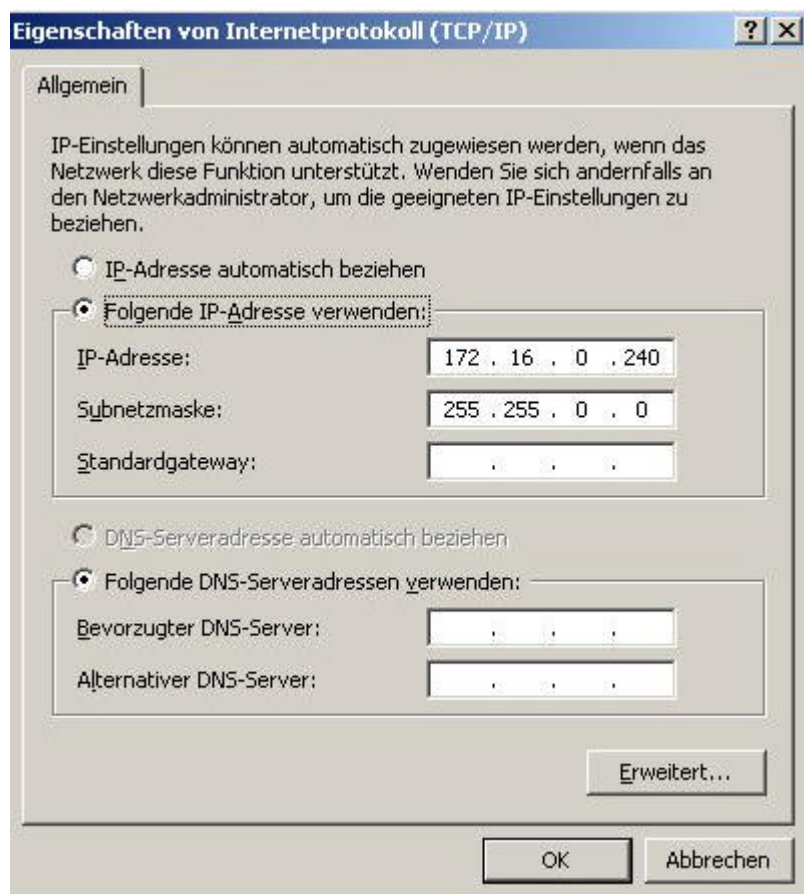 Eigenschaften von Internetprotokoll (TCP/IP)
Allgemein
IP-Einstellungen können automatisch zugewiesen werden, wenn das
Netzwerk diese Funktion unterstützt. Wenden Sie sich andernfalls an
den Netzwerkadministrator, um die geeigneten IP-Einstellungen zu
beziehen.
IP-Adresse automatisch beziehen
Folgende IP-Adresse verwenden:
IP-Adresse: 172 . 16 . 0 . 240
Subnetzmaske: 255 . 255 . 0 . 0
Standardgateway: . . .
DNS-Serveradresse automatisch beziehen
Folgende DNS-Serveradressen verwenden:
Bevorzugter DNS-Server: . . .
Alternativer DNS-Server: . . .
Erweitert...
OK Abbrechen